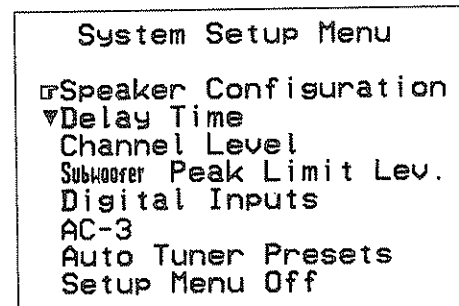 System Setup Menu
☞Speaker Configuration
▼Delay Time
Channel Level
Subwoofer Peak Limit Lev.
Digital Inputs
AC-3
Auto Tuner Presets
Setup Menu Off